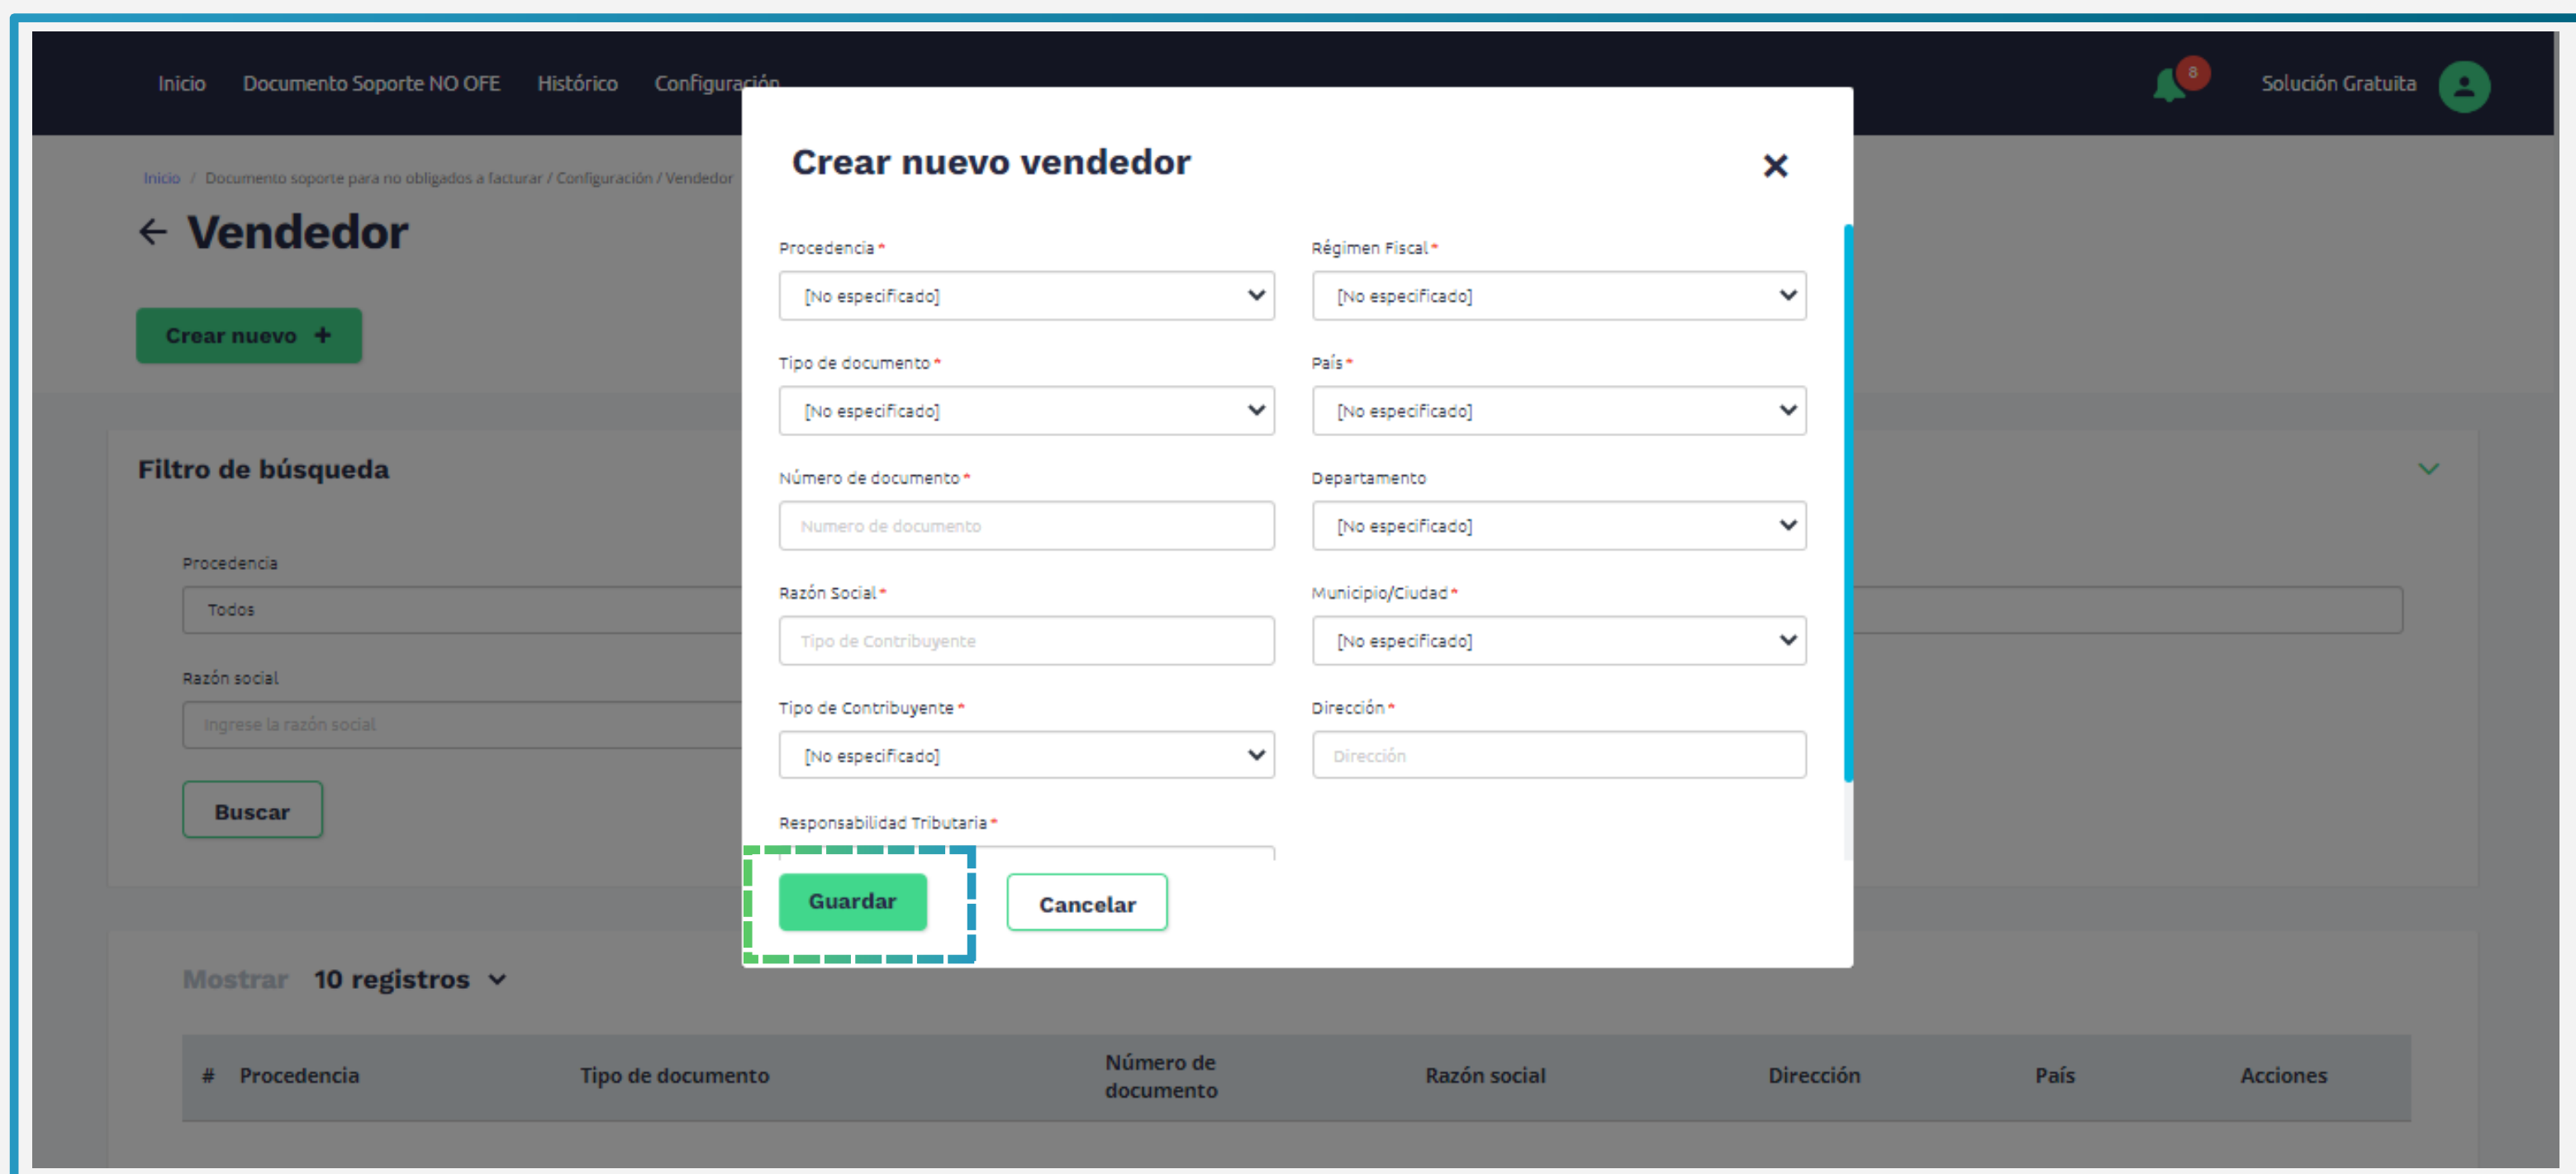 Inicio Documento Soporte NO OFE Histórico Configuración
8
Solución Gratuita
Inicio / Documento soporte para no obligados a facturar / Configuración / Vendedor
← Vendedor
Crear nuevo +
Filtro de búsqueda
Procedencia
Todos
Razón social
Ingrese la razón social
Buscar
Mostrar 10 registros
# Procedencia Tipo de documento Número de documento Razón social Dirección País Acciones
Crear nuevo vendedor
Procedencia* Régimen Fiscal*
[No especificado] [No especificado]
Tipo de documento* País*
[No especificado] [No especificado]
Número de documento* Departamento
Numero de documento [No especificado]
Razón Social* Municipio/Ciudad*
Tipo de Contribuyente [No especificado]
Tipo de Contribuyente* Dirección*
[No especificado] Dirección
Responsabilidad Tributaria*
Guardar Cancelar